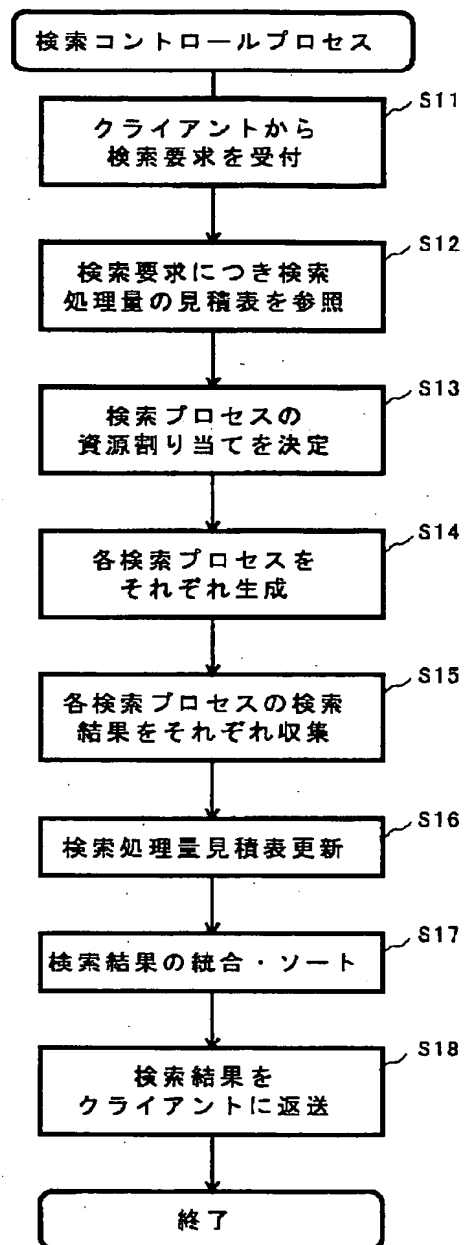 検索コントロールプロセス
S11
クライアントから
検索要求を受付
S12
検索要求につき検索
処理量の見積表を参照
S13
検索プロセスの
資源割り当てを決定
S14
各検索プロセスを
それぞれ生成
S15
各検索プロセスの検索
結果をそれぞれ収集
S16
検索処理量見積表更新
S17
検索結果の統合・ソート
S18
検索結果を
クライアントに返送
終了